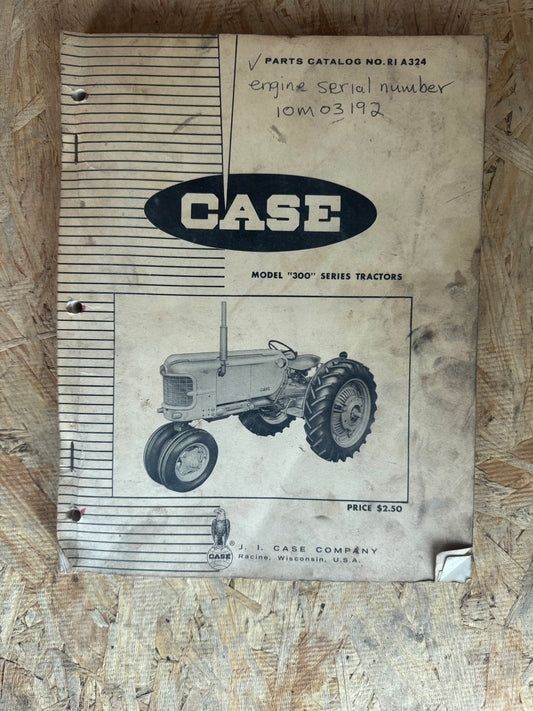 ✓ PARTS CATALOG NO. RI A324
engine serial number
10M03192
CASE
MODEL "300" SERIES TRACTORS
CASE
PRICE $2.50
CASE
® J. I. CASE COMPANY
Racine, Wisconsin, U.S.A.